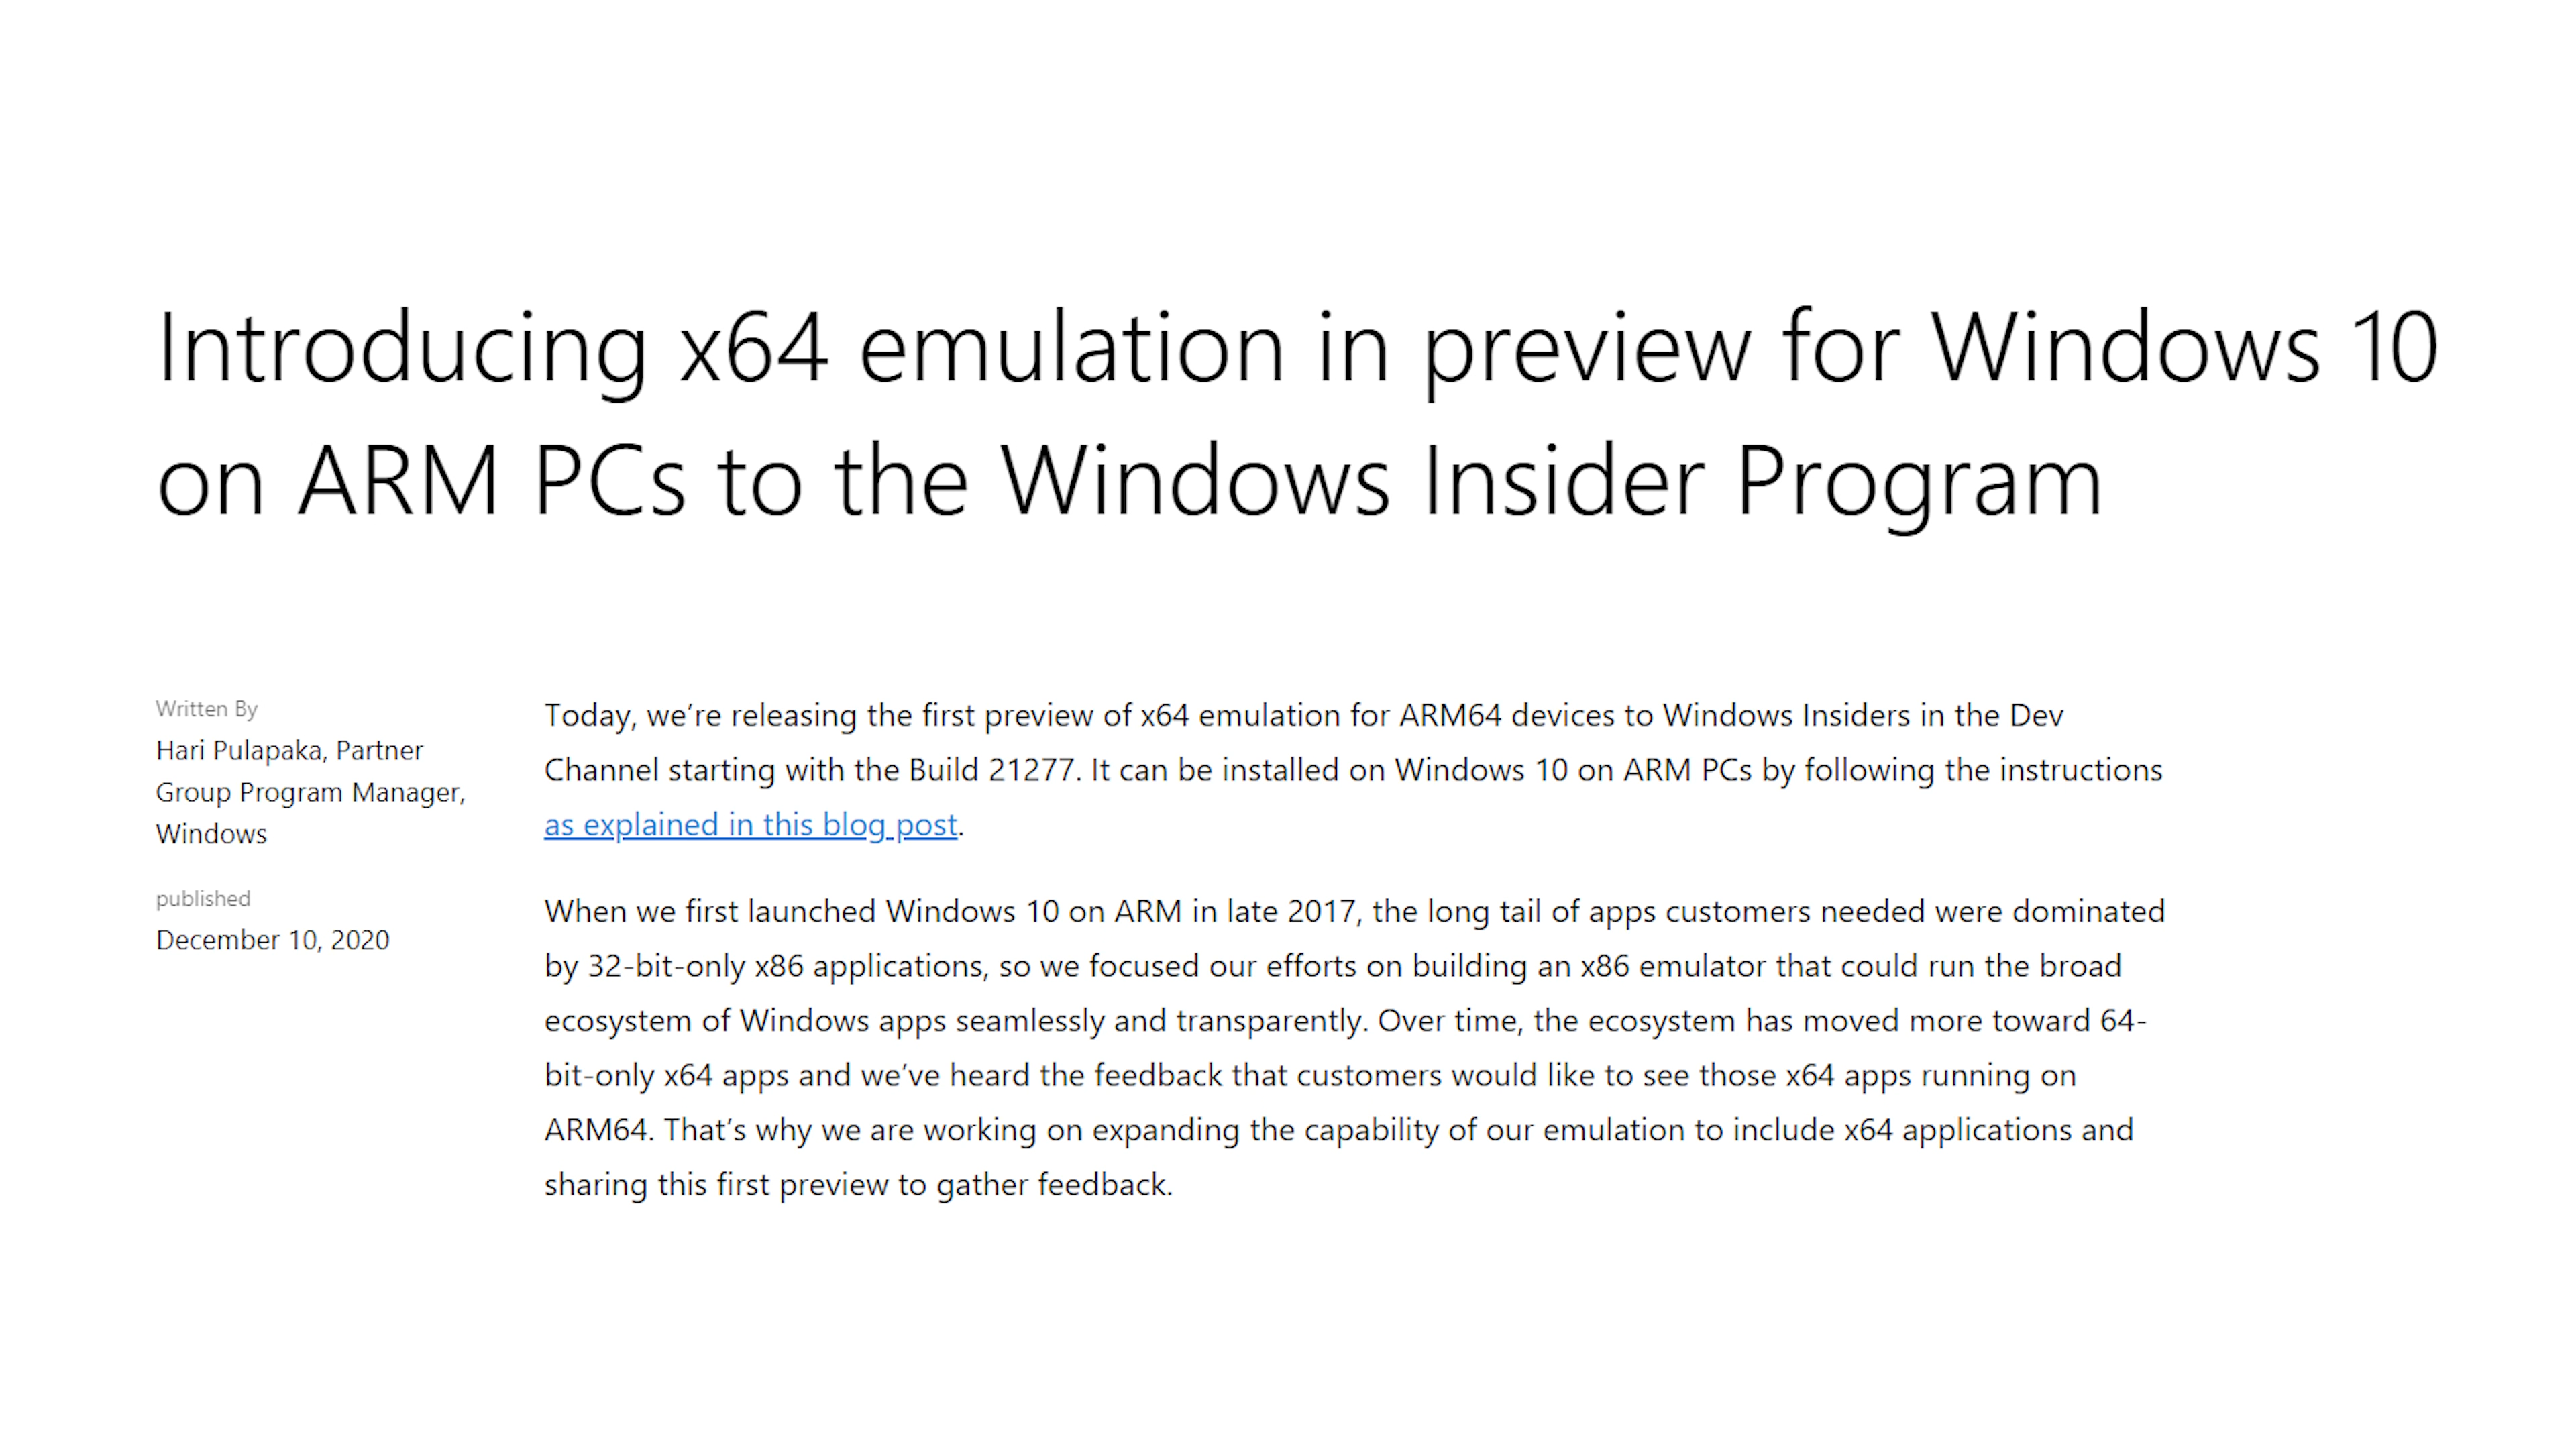 Introducing x64 emulation in preview for Windows 10
on ARM PCs to the Windows Insider Program
Written By
Hari Pulapaka, Partner
Group Program Manager,
Windows
published
December 10, 2020
Today, we’re releasing the first preview of x64 emulation for ARM64 devices to Windows Insiders in the Dev
Channel starting with the Build 21277. It can be installed on Windows 10 on ARM PCs by following the instructions
as explained in this blog post.
When we first launched Windows 10 on ARM in late 2017, the long tail of apps customers needed were dominated
by 32-bit-only x86 applications, so we focused our efforts on building an x86 emulator that could run the broad
ecosystem of Windows apps seamlessly and transparently. Over time, the ecosystem has moved more toward 64-
bit-only x64 apps and we’ve heard the feedback that customers would like to see those x64 apps running on
ARM64. That’s why we are working on expanding the capability of our emulation to include x64 applications and
sharing this first preview to gather feedback.